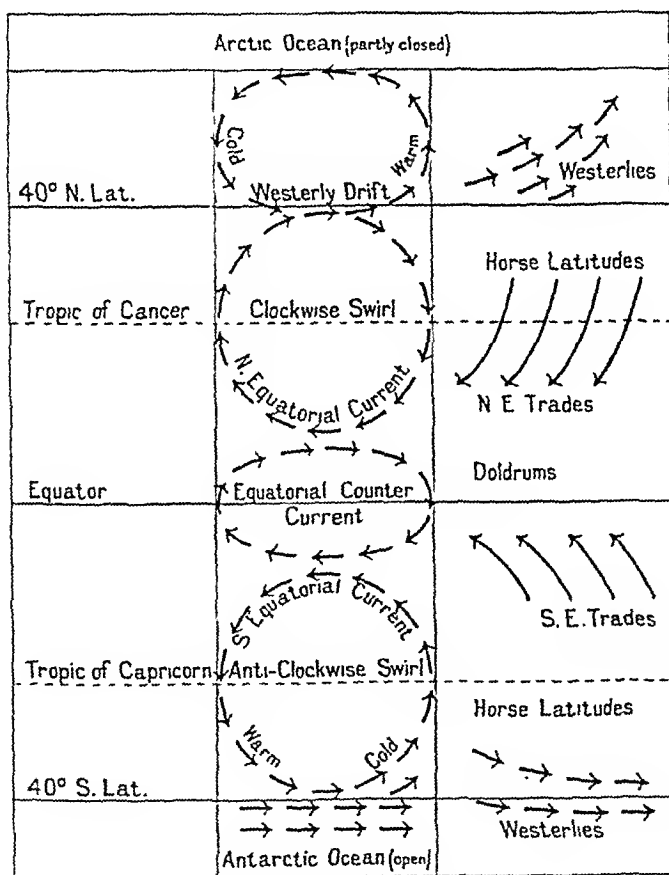 Arctic Ocean (partly closed)
Cold
Warm
Westerlies
40° N. Lat.
Westerly Drift
Horse Latitudes
Tropic of Cancer
Clockwise Swirl
N. Equatorial Current
N E Trades
Doldrums
Equator
Equatorial Counter
Current
S. Equatorial Current
S. E. Trades
Tropic of Capricorn
Anti-Clockwise Swirl
Horse Latitudes
Warm
Cold
40° S. Lat.
Westerlies
Antarctic Ocean (open)